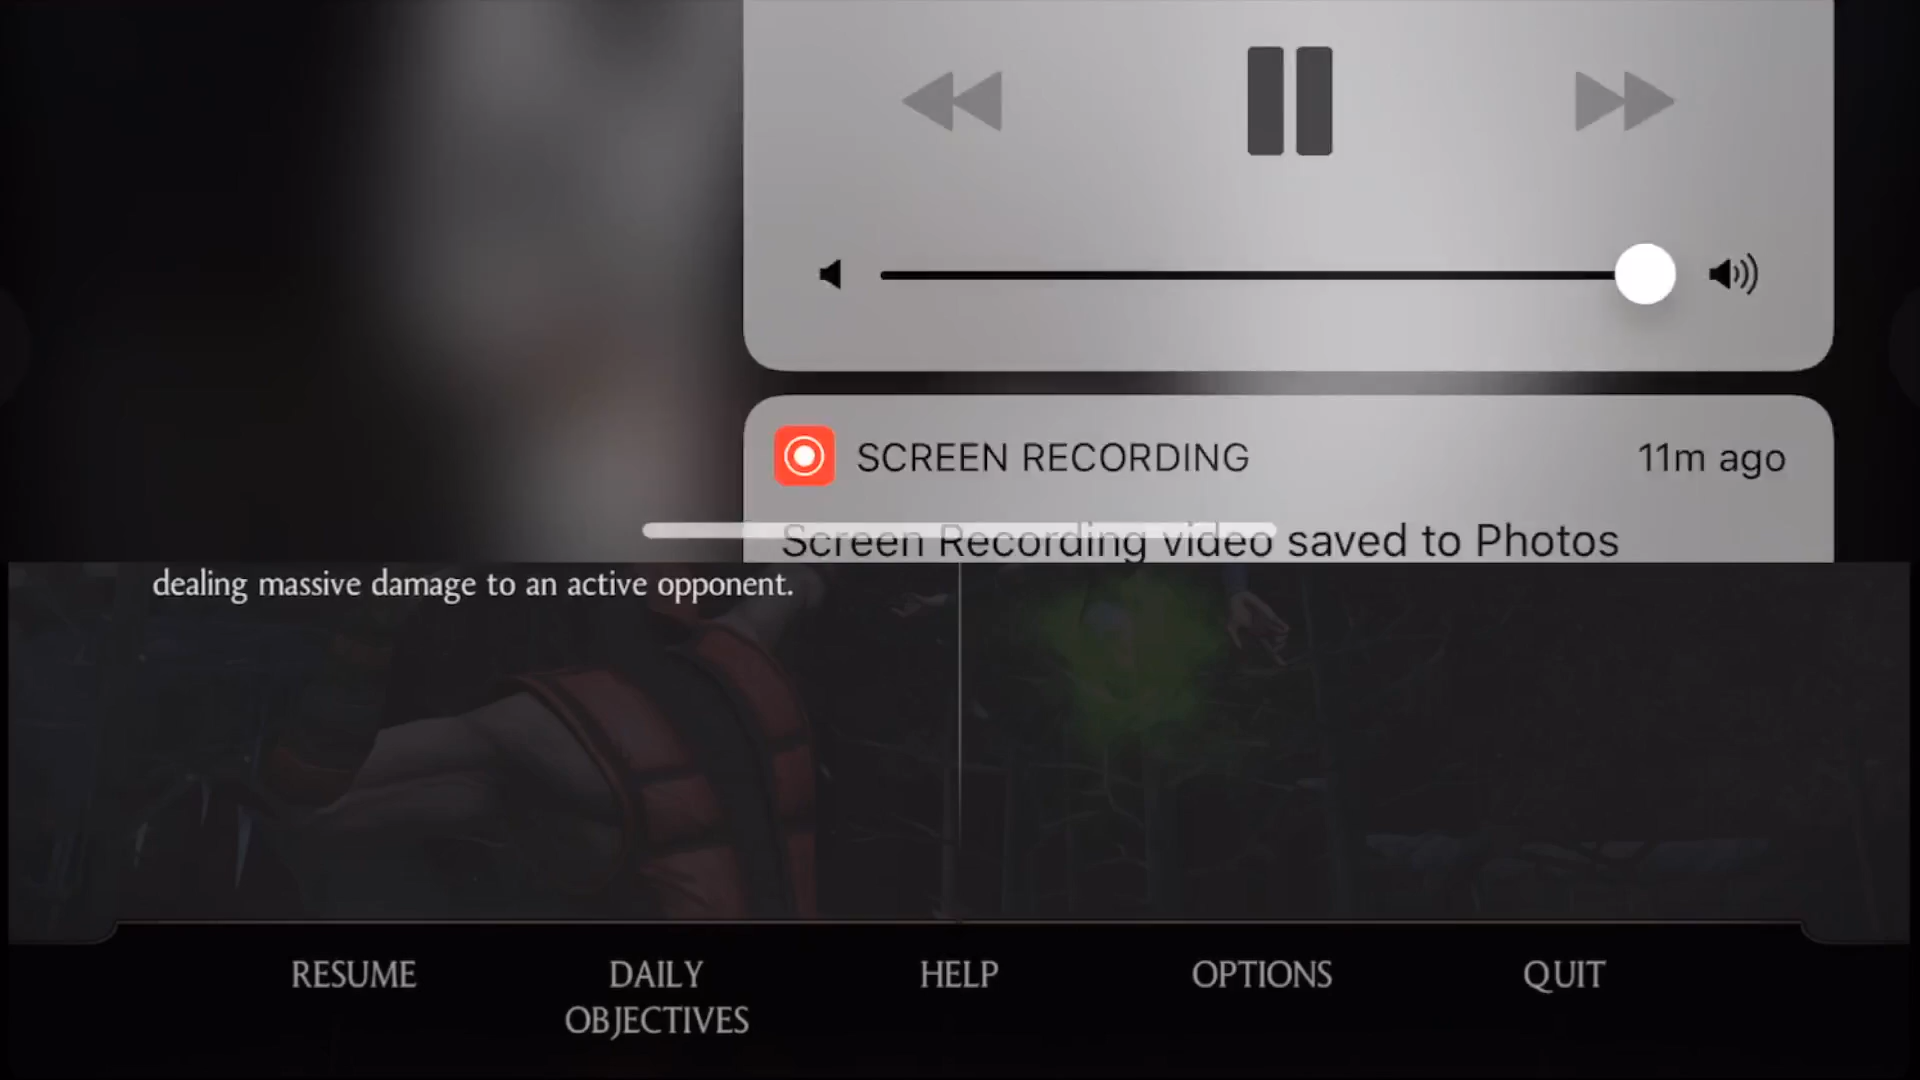 SCREEN RECORDING 11m ago
Screen Recording video saved to Photos
dealing massive damage to an active opponent.
RESUME
DAILY
OBJECTIVES
HELP
OPTIONS
QUIT